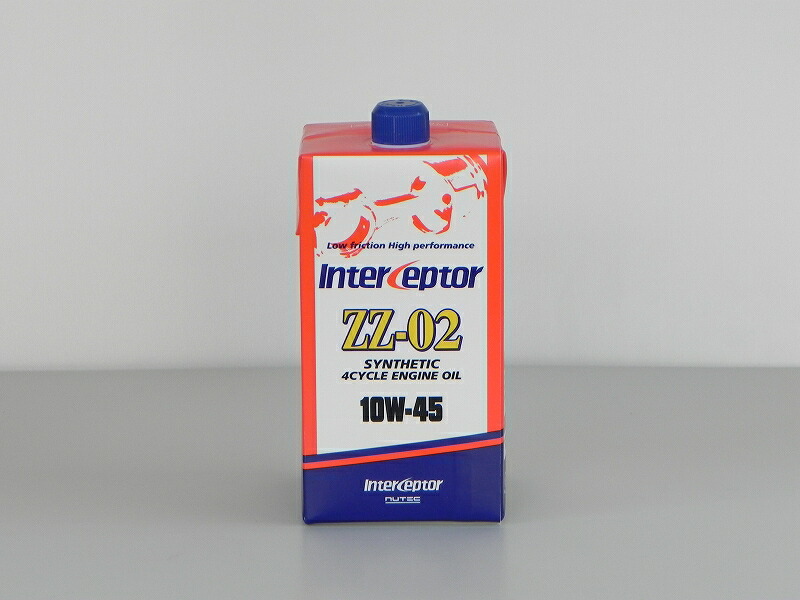 Low friction High performance
Interceptor
ZZ-02
SYNTHETIC
4CYCLE ENGINE OIL
10W-45
Interceptor
NUTEC